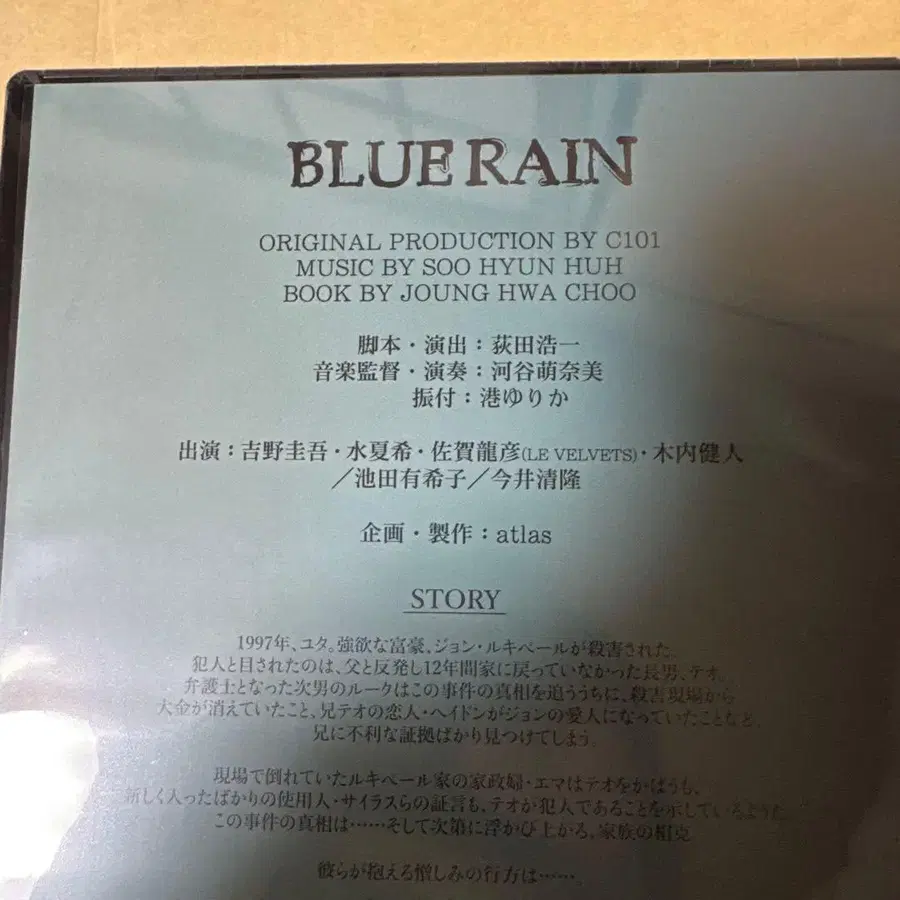 BLUE RAIN
ORIGINAL PRODUCTION BY C101
MUSIC BY SOO HYUN HUH
BOOK BY JOUNG HWA CHOO
脚本・演出：荻田浩一
音楽監督・演奏：河谷萌奈美
振付：港ゆりか
出演：吉野圭吾・水夏希・佐賀龍彦(LE VELVETS)・木内健人
／池田有希子／今井清隆
企画・製作：atlas
STORY
1997年、ユタ。強欲な富豪、ジョン・ルキペールが殺害された。
犯人と目されたのは、父と反発し12年間家に戻っていなかった長男、テオ。
弁護士となった次男のルークはこの事件の真相を追ううちに、殺害現場から
大金が消えていたこと、兄テオの恋人・ヘイドンがジョンの愛人になっていたことなど、
兄に不利な証拠ばかり見つけてしまう。
現場で倒れていたルキペール家の家政婦・エマはテオをかばうも、
新しく入ったばかりの使用人・サイラスらの証言も、テオが犯人であることを示しているようだ
この事件の真相は……そして次第に浮かび上がる、家族の相克
彼らが抱える憎しみの行方は……